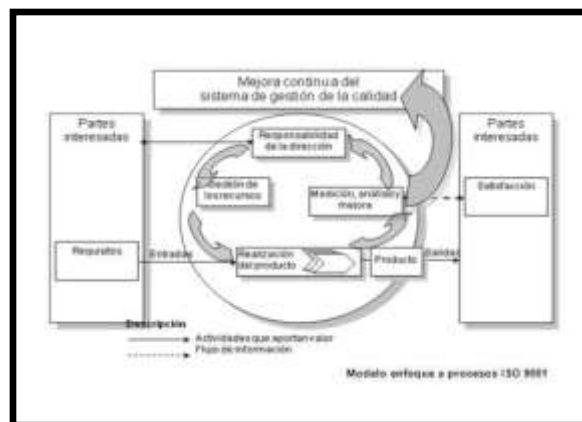 Mejora continua del
sistema de gestión de la calidad
Partes
interesadas
Partes
interesadas
Responsabilidad
de la dirección
Gestión de
los recursos
Medición, análisis y
mejora
Satisfacción
Requisitos
Entradas
Realización
del producto
Producto
Salidas
Descripción
Actividades que aportan valor
Flujo de información
Modelo enfoque a procesos ISO 9001